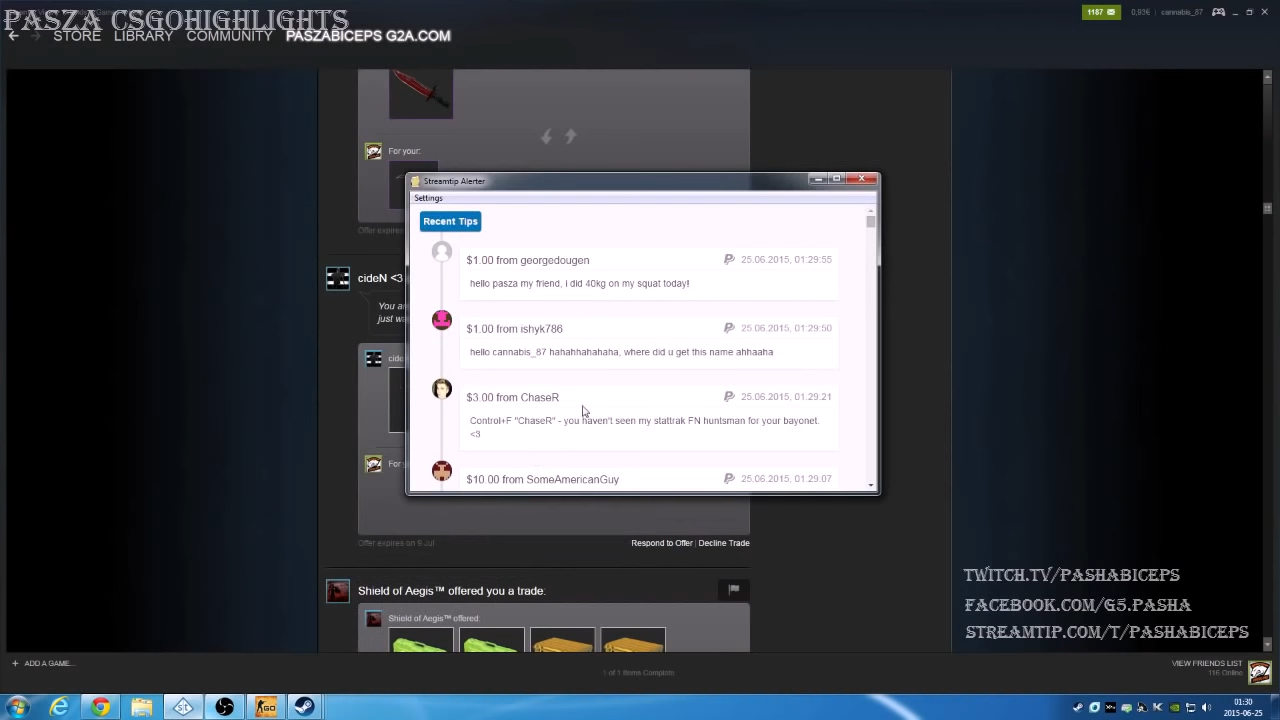 PASZA CSGOHIGHLIGHTS
1187
0,93€
cannabis_87
STORE LIBRARY COMMUNITY PASZABICEPS G2A.COM
For your:
Streamtip Alerter
Settings
Recent Tips
$1.00 from georgedougen
25.06.2015, 01:29:55
hello pasza my friend, i did 40kg on my squat today!
$1.00 from ishyk786
25.06.2015, 01:29:50
hello cannabis_87 hahahhahahaha, where did u get this name ahhaaha
$3.00 from ChaseR
25.06.2015, 01:29:21
Control+F "ChaseR" - you haven't seen my stattrak FN huntsman for your bayonet.
<3
$10.00 from SomeAmericanGuy
25.06.2015, 01:29:07
Offer expires
cideN <3
You a
just wa
cide
For y
Offer expires on 9 Jul
Respond to Offer | Decline Trade
Shield of Aegis™ offered you a trade:
Shield of Aegis™ offered:
TWITCH.TV/PASHABICEPS
FACEBOOK.COM/G5.PASHA
STREAMTIP.COM/T/PASHABICEPS
+ ADD A GAME...
1 of 1 Items Complete
VIEW FRIENDS LIST
116 Online
01:30
2015-06-25